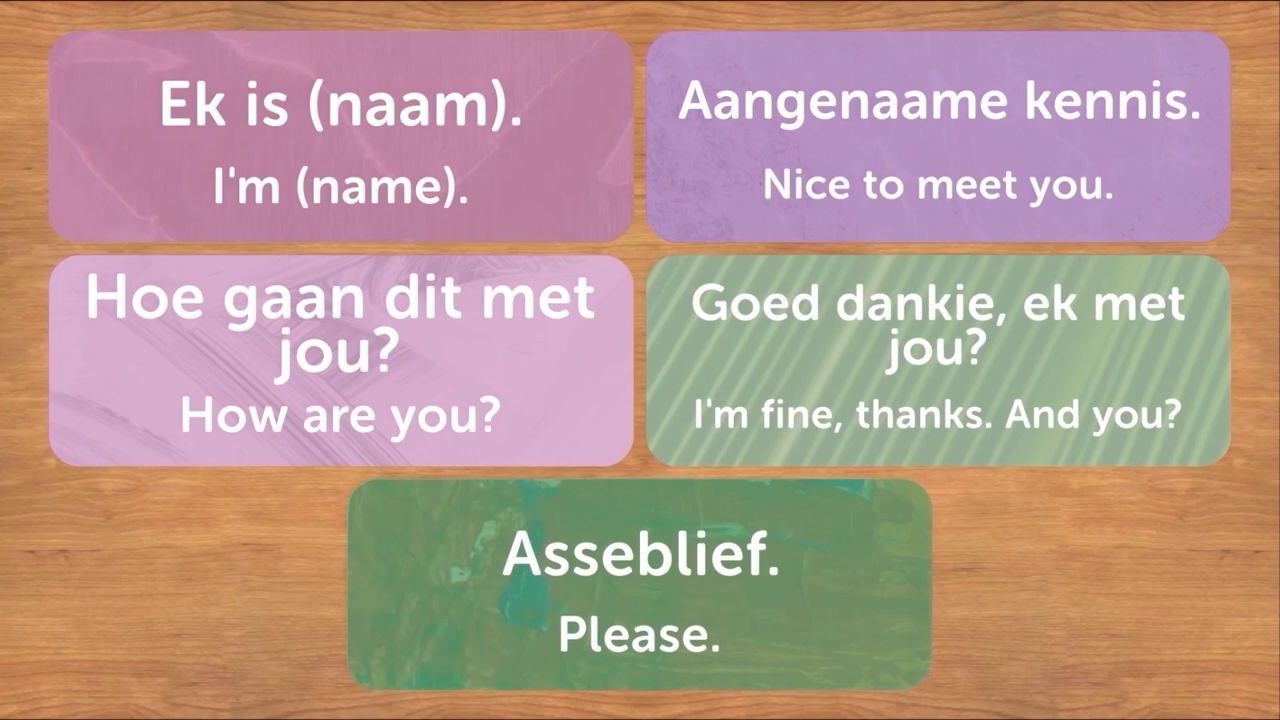 Ek is (naam).
I'm (name).
Aangenaame kennis.
Nice to meet you.
Hoe gaan dit met
jou?
How are you?
Goed dankie, ek met
jou?
I'm fine, thanks. And you?
Asseblief.
Please.